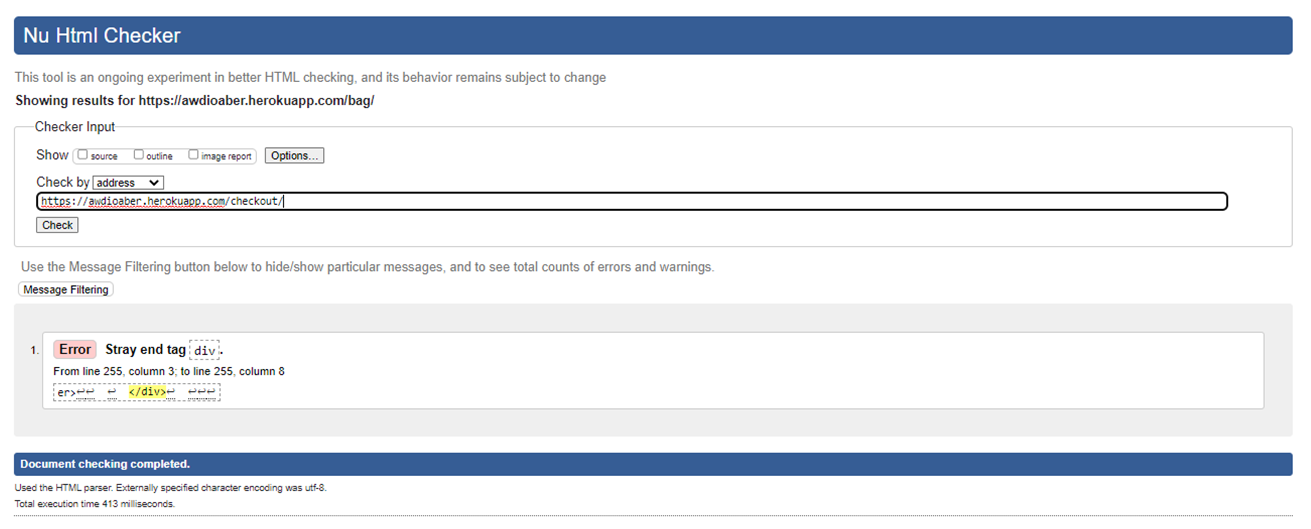 Nu Html Checker
This tool is an ongoing experiment in better HTML checking, and its behavior remains subject to change
Showing results for https://awdioaber.herokuapp.com/bag/
Checker Input
Show source outline image report Options...
Check by address
https://awdioaber.herokuapp.com/checkout/
Check
Use the Message Filtering button below to hide/show particular messages, and to see total counts of errors and warnings.
Message Filtering
1. Error Stray end tag div.
From line 255, column 3; to line 255, column 8
er>↩↩ ↩ </div>↩ ↩↩↩
Document checking completed.
Used the HTML parser. Externally specified character encoding was utf-8.
Total execution time 413 milliseconds.